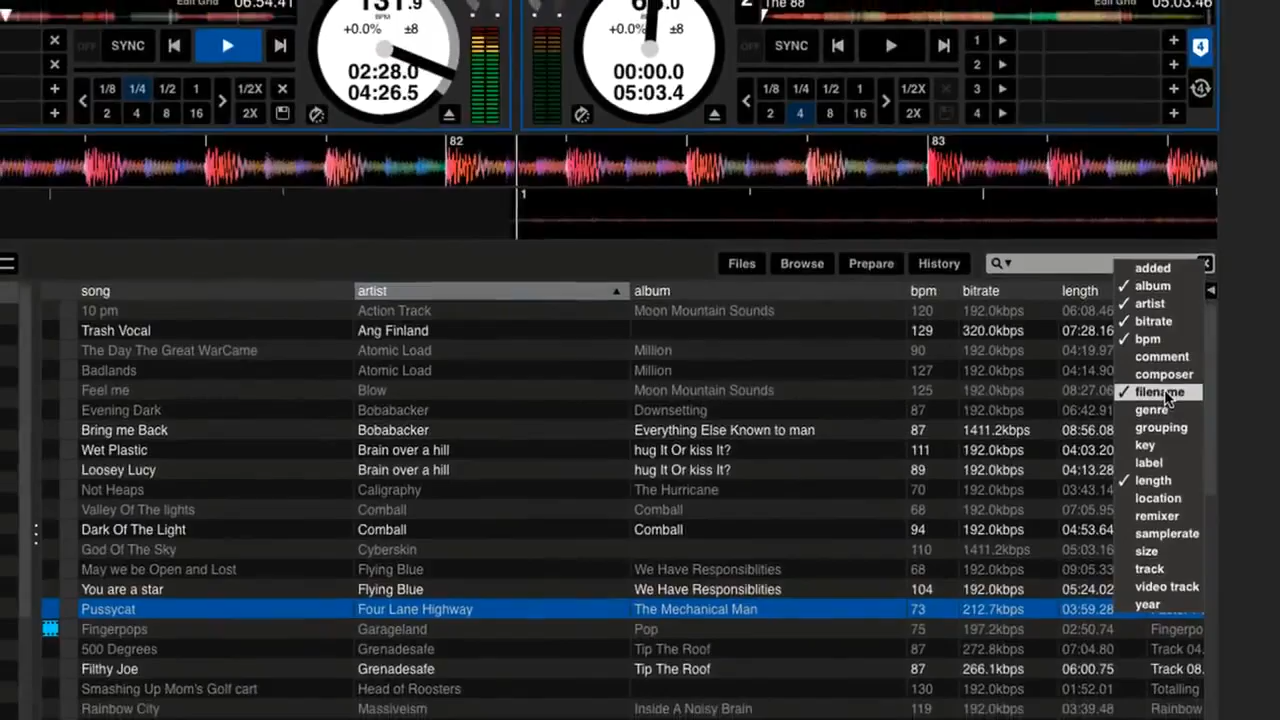 Edit Grid 06:54.41
131.9
BPM
+0.0% ±8
02:28.0
04:26.5
+0.0% ±8
00:00.0
05:03.4
2 The 88 Edit Grid 05:03.46
OFF SYNC
OFF SYNC
1/8 1/4 1/2 1 1/2X
2 4 8 16 2X
1/8 1/4 1/2 1 1/2X
2 4 8 16 2X
1
2
3
4
4
82 83
1
Files Browse Prepare History
song artist album bpm bitrate length
10 pm Action Track Moon Mountain Sounds 120 192.0kbps 06:08.46
Trash Vocal Ang Finland 129 320.0kbps 07:28.16
The Day The Great WarCame Atomic Load Million 90 192.0kbps 04:19.97
Badlands Atomic Load Million 127 192.0kbps 04:14.90
Feel me Blow Moon Mountain Sounds 125 192.0kbps 08:27.06
Evening Dark Bobabacker Downsetting 87 192.0kbps 06:42.91
Bring me Back Bobabacker Everything Else Known to man 87 1411.2kbps 08:56.08
Wet Plastic Brain over a hill hug It Or kiss It? 111 192.0kbps 04:03.20
Loosey Lucy Brain over a hill hug It Or kiss It? 89 192.0kbps 04:13.28
Not Heaps Caligraphy The Hurricane 70 192.0kbps 03:43.14
Valley Of The lights Comball Comball 68 192.0kbps 07:05.95
Dark Of The Light Comball Comball 94 192.0kbps 04:53.64
God Of The Sky Cyberskin 110 1411.2kbps 05:03.16
May we be Open and Lost Flying Blue We Have Responsiblities 68 192.0kbps 09:05.33
You are a star Flying Blue We Have Responsiblities 104 192.0kbps 05:24.02
Pussycat Four Lane Highway The Mechanical Man 73 212.7kbps 03:59.28
Fingerpops Garageland Pop 75 197.2kbps 02:50.74 Fingerpo
500 Degrees Grenadesafe Tip The Roof 87 272.8kbps 07:04.80 Track 04.
Filthy Joe Grenadesafe Tip The Roof 87 266.1kbps 06:00.75 Track 08.
Smashing Up Mom's Golf cart Head of Roosters 130 192.0kbps 01:52.01 Totalling
Rainbow City Massiveism Inside A Noisy Brain 119 192.0kbps 03:39.48 Rainbow
added
album
artist
bitrate
bpm
comment
composer
filename
genre
grouping
key
label
length
location
remixer
samplerate
size
track
video track
year